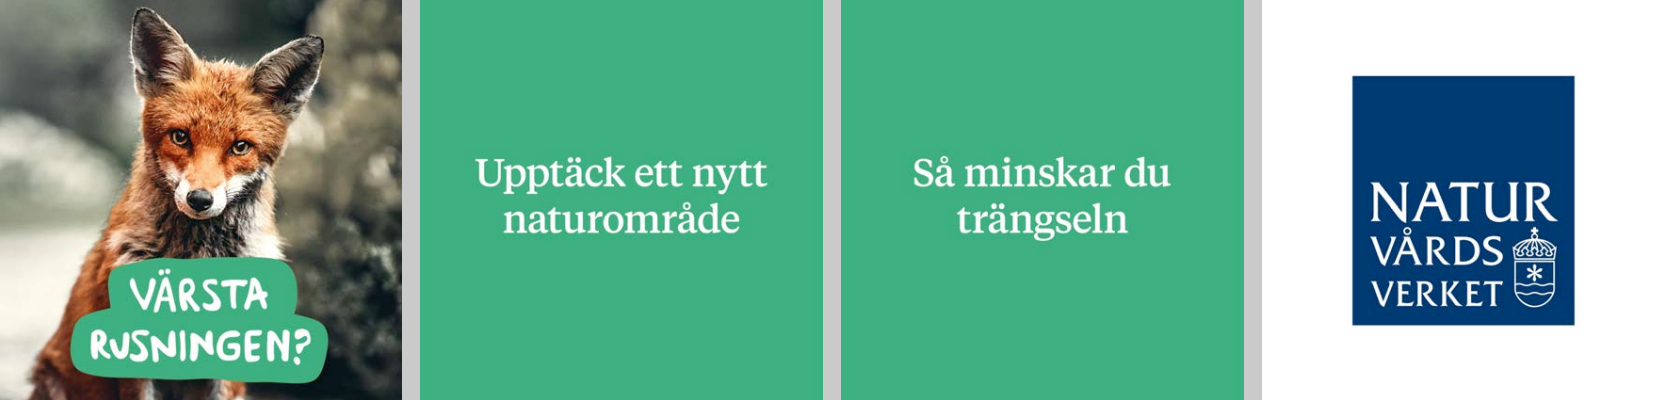 VÄRSTA
RUSNINGEN?
Upptäck ett nytt
naturområde
Så minskar du
trängseln
NATUR
VÅRDS
VERKET